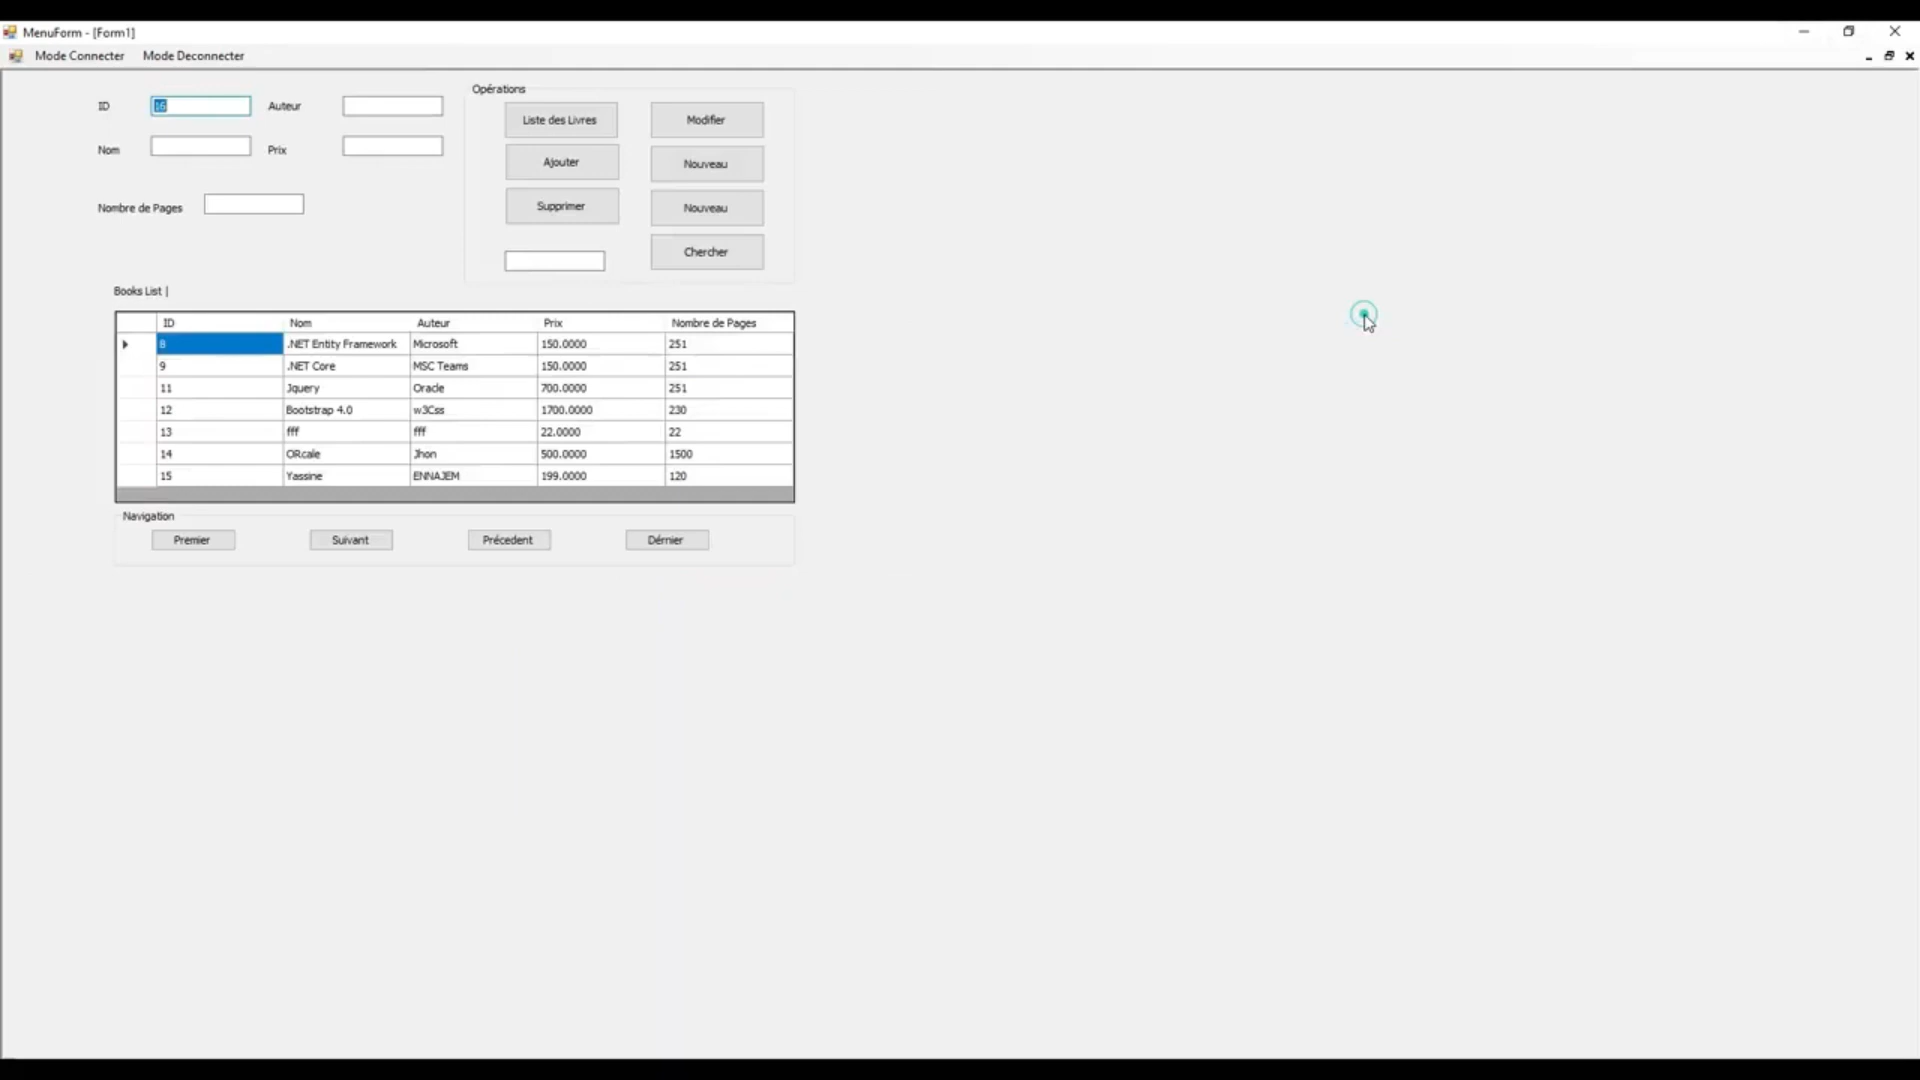 MenuForm - [Form1]
Mode Connecter Mode Deconnecter
ID 16 Auteur
Nom Prix
Nombre de Pages
Opérations
Liste des Livres Modifier
Ajouter Nouveau
Supprimer Nouveau
Chercher
Books List |
ID Nom Auteur Prix Nombre de Pages
8 .NET Entity Framework Microsoft 150.0000 251
9 .NET Core MSC Teams 150.0000 251
11 Jquery Oracle 700.0000 251
12 Bootstrap 4.0 w3Css 1700.0000 230
13 fff fff 22.0000 22
14 ORcale Jhon 500.0000 1500
15 Yassine ENNAJEM 199.0000 120
Navigation
Premier Suivant Précedent Dérnier